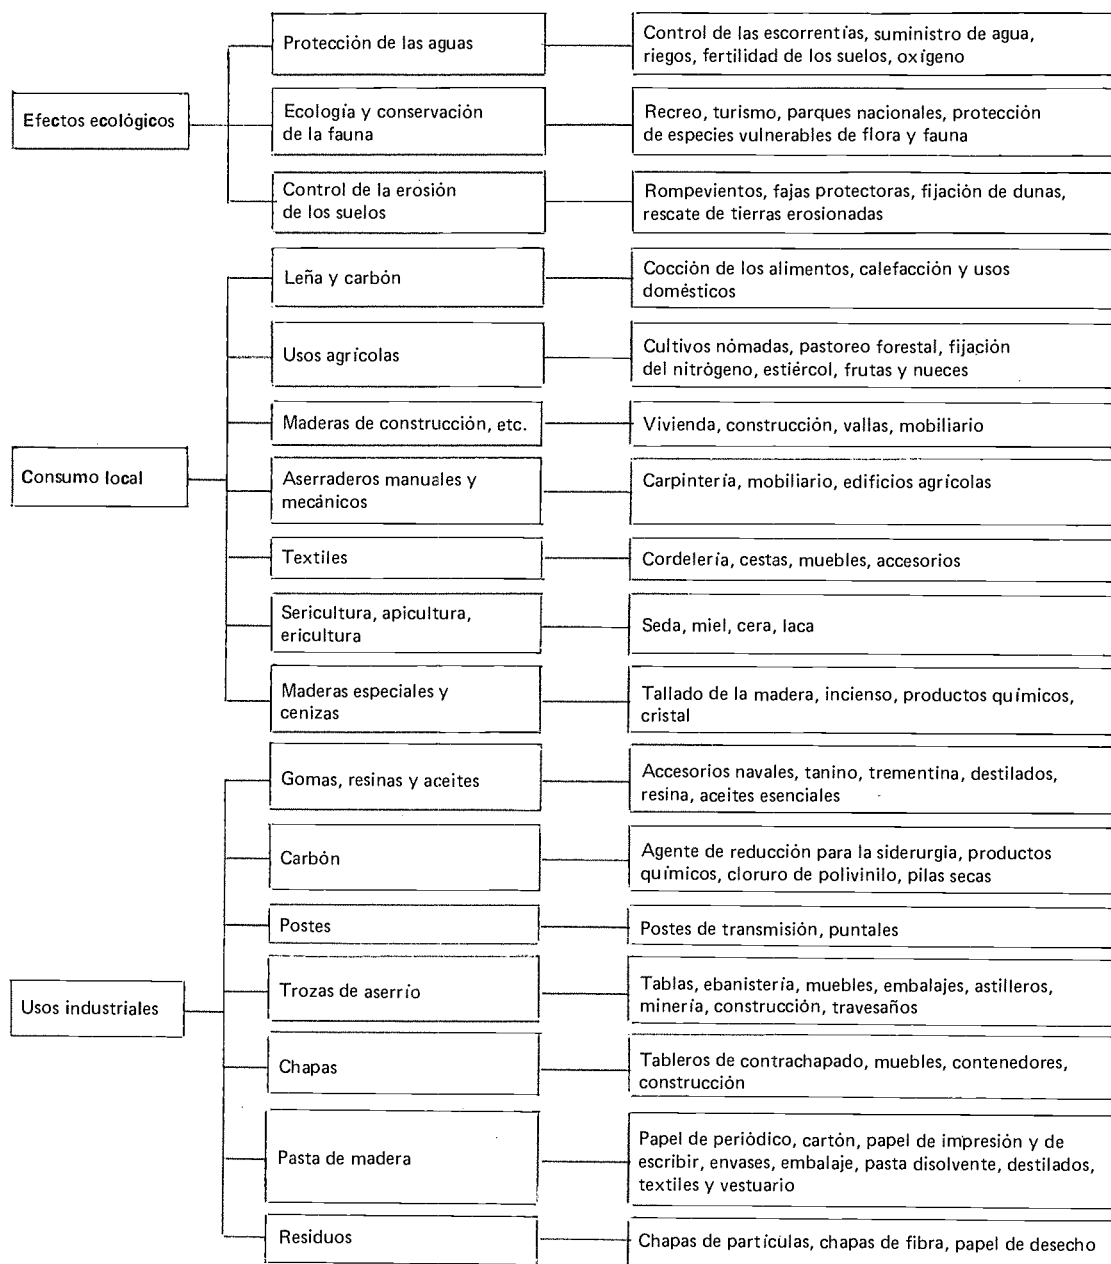 Efectos ecológicos
Protección de las aguas
Control de las escorrentías, suministro de agua,
riegos, fertilidad de los suelos, oxígeno
Ecología y conservación
de la fauna
Recreo, turismo, parques nacionales, protección
de especies vulnerables de flora y fauna
Control de la erosión
de los suelos
Rompevientos, fajas protectoras, fijación de dunas,
rescate de tierras erosionadas
Consumo local
Leña y carbón
Cocción de los alimentos, calefacción y usos
domésticos
Usos agrícolas
Cultivos nómadas, pastoreo forestal, fijación
del nitrógeno, estiércol, frutas y nueces
Maderas de construcción, etc.
Vivienda, construcción, vallas, mobiliario
Aserraderos manuales y
mecánicos
Carpintería, mobiliario, edificios agrícolas
Textiles
Cordelería, cestas, muebles, accesorios
Sericultura, apicultura,
ericultura
Seda, miel, cera, laca
Maderas especiales y
cenizas
Tallado de la madera, incienso, productos químicos,
cristal
Usos industriales
Gomas, resinas y aceites
Accesorios navales, tanino, trementina, destilados,
resina, aceites esenciales
Carbón
Agente de reducción para la siderurgia, productos
químicos, cloruro de polivinilo, pilas secas
Postes
Postes de transmisión, puntales
Trozas de aserrío
Tablas, ebanistería, muebles, embalajes, astilleros,
minería, construcción, travesaños
Chapas
Tableros de contrachapado, muebles, contenedores,
construcción
Pasta de madera
Papel de periódico, cartón, papel de impresión y de
escribir, envases, embalaje, pasta disolvente, destilados,
textiles y vestuario
Residuos
Chapas de partículas, chapas de fibra, papel de desecho